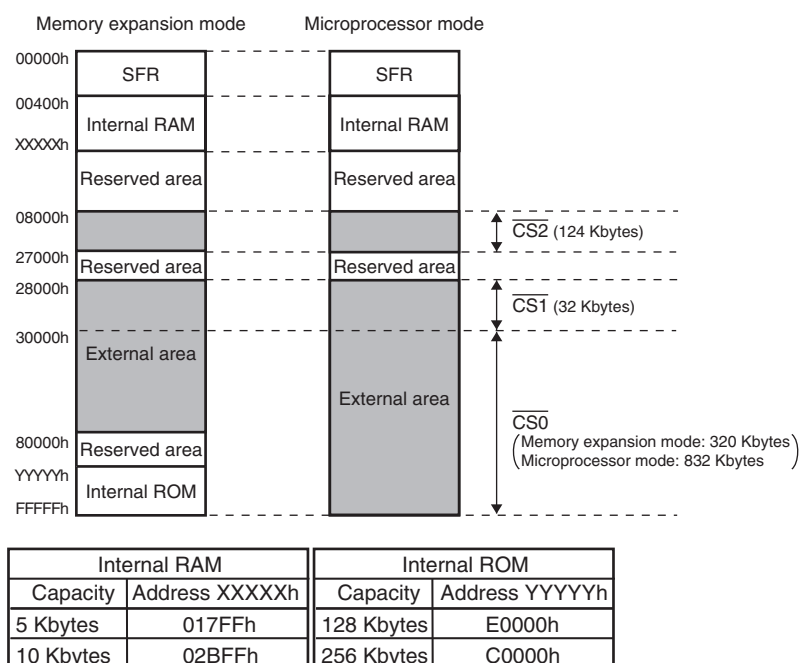 Memory expansion mode Microprocessor mode
00000h
SFR SFR
00400h
Internal RAM Internal RAM
XXXXXh
Reserved area Reserved area
08000h
CS2 (124 Kbytes)
27000h
Reserved area Reserved area
28000h
CS1 (32 Kbytes)
30000h
External area
External area
CS0
(Memory expansion mode: 320 Kbytes
Microprocessor mode: 832 Kbytes)
80000h
Reserved area
YYYYYh
Internal ROM
FFFFFh
Internal RAM Internal ROM
Capacity Address XXXXXh Capacity Address YYYYYh
5 Kbytes 017FFh 128 Kbytes E0000h
10 Kbytes 02BFFh 256 Kbytes C0000h